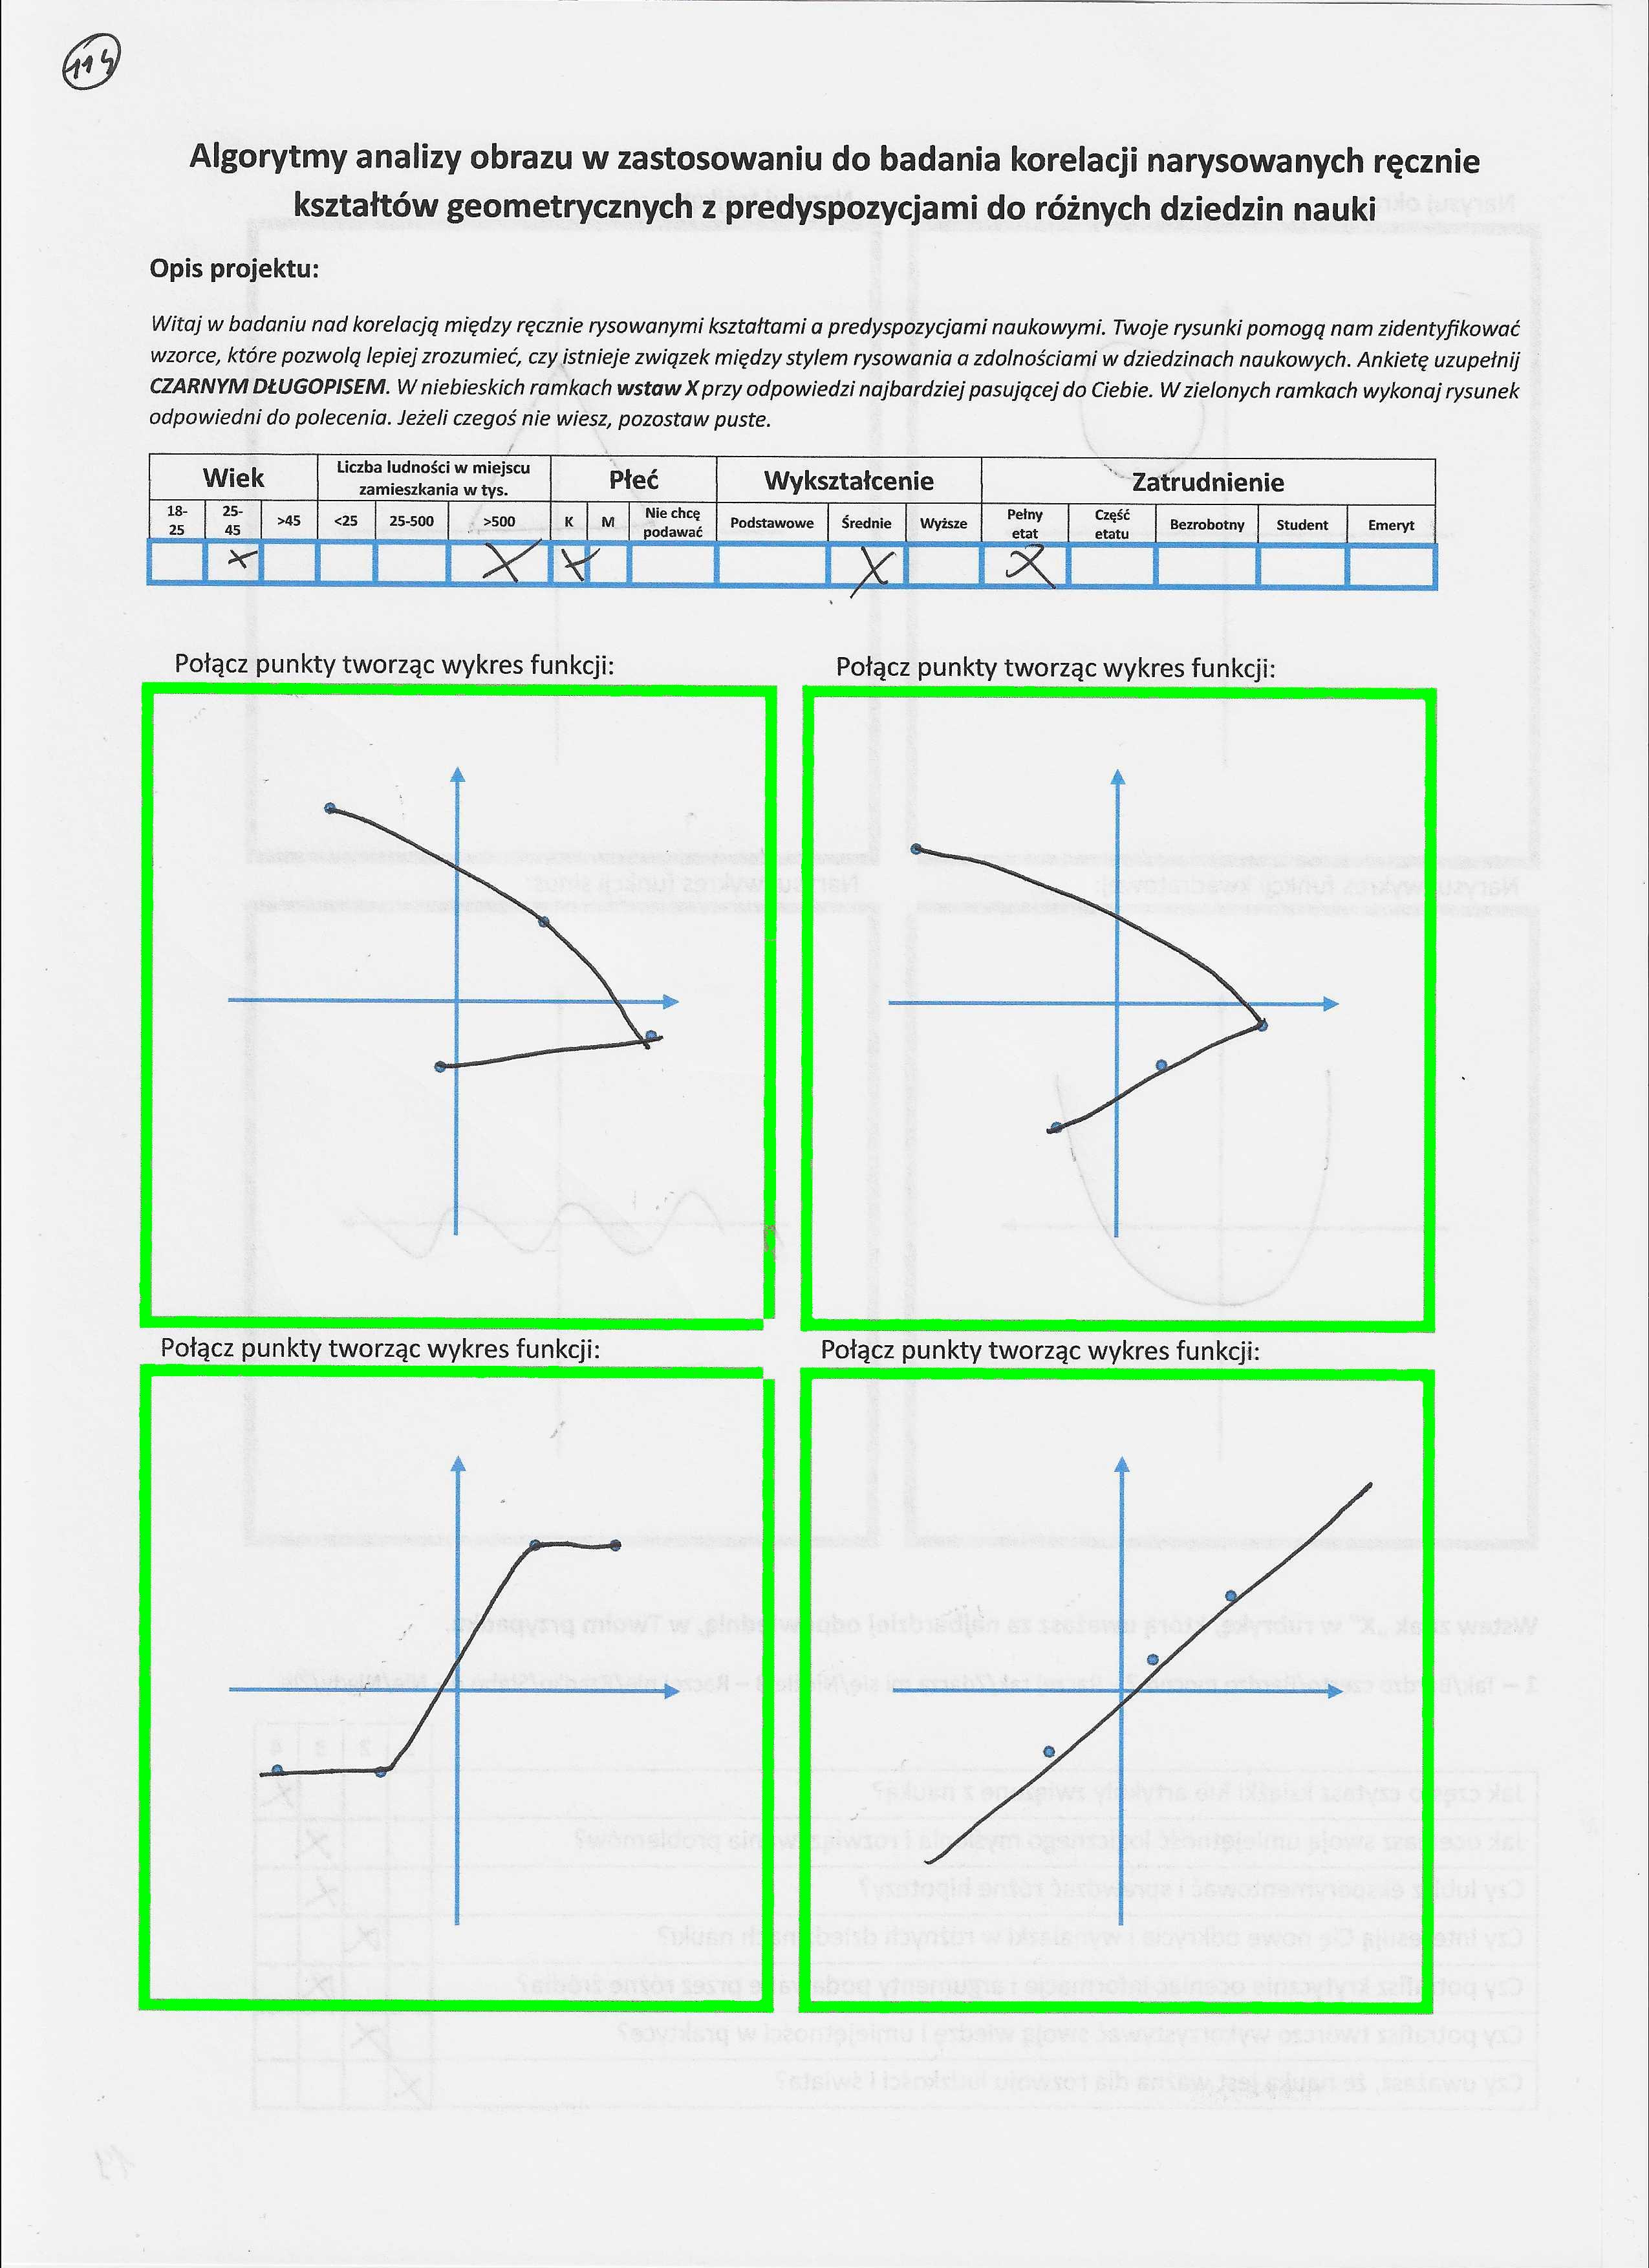 114
Algorytmy analizy obrazu w zastosowaniu do badania korelacji narysowanych ręcznie
kształtów geometrycznych z predyspozycjami do różnych dziedzin nauki
Opis projektu:
Witaj w badaniu nad korelacją między ręcznie rysowanymi kształtami a predyspozycjami naukowymi. Twoje rysunki pomogą nam zidentyfikować
wzorce, które pozwolą lepiej zrozumieć, czy istnieje związek między stylem rysowania a zdolnościami w dziedzinach naukowych. Ankietę uzupełnij
CZARNYM DŁUGOPISEM. W niebieskich ramkach wstaw X przy odpowiedzi najbardziej pasującej do Ciebie. W zielonych ramkach wykonaj rysunek
odpowiedni do polecenia. Jeżeli czegoś nie wiesz, pozostaw puste.
Wiek Liczba ludności w miejscu zamieszkania w tys. Płeć Wykształcenie Zatrudnienie
18-25 25-45 >45 <25 25-500 >500 K M Nie chcę podawać Podstawowe Średnie Wyższe Pełny etat Część etatu Bezrobotny Student Emeryt
X X X X X
Połącz punkty tworząc wykres funkcji: Połącz punkty tworząc wykres funkcji:
Połącz punkty tworząc wykres funkcji: Połącz punkty tworząc wykres funkcji: